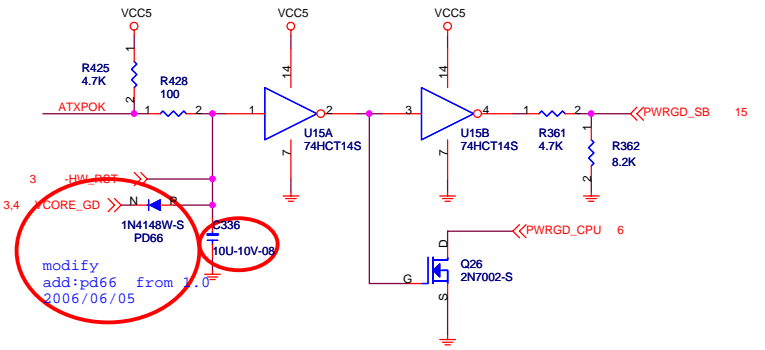 VCC5 VCC5 VCC5
1 14 14
R425
4.7K
R428
100
2
ATXPOK 1 2 1 2 3 4 1 2 PWRGD_SB 15
U15A
74HCT14S
U15B
74HCT14S
R361
4.7K
1
R362
8.2K
7 7 2
3 -HW_RST
3,4 VCORE_GD N P
1N4148W-S
PD66
C336
10U-10V-08
PWRGD_CPU 6
D
G
S
Q26
2N7002-S
modify
add:pd66 from 1.0
2006/06/05